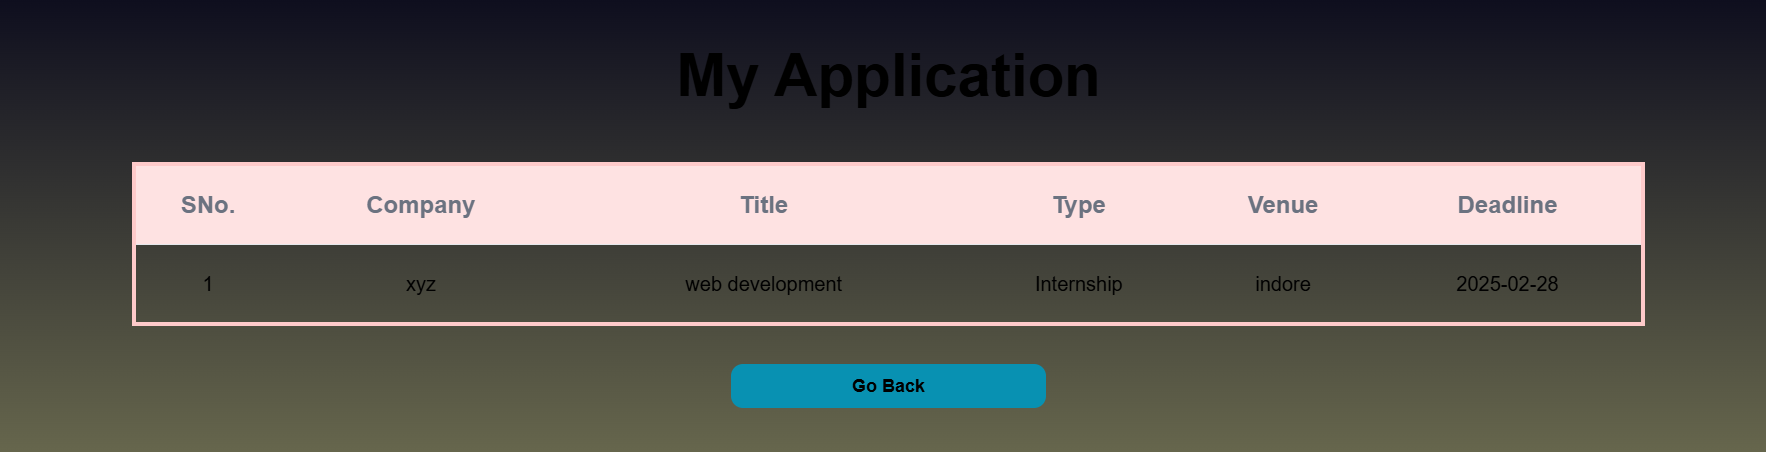 My Application
SNo. Company Title Type Venue Deadline
1 xyz web development Internship indore 2025-02-28
Go Back